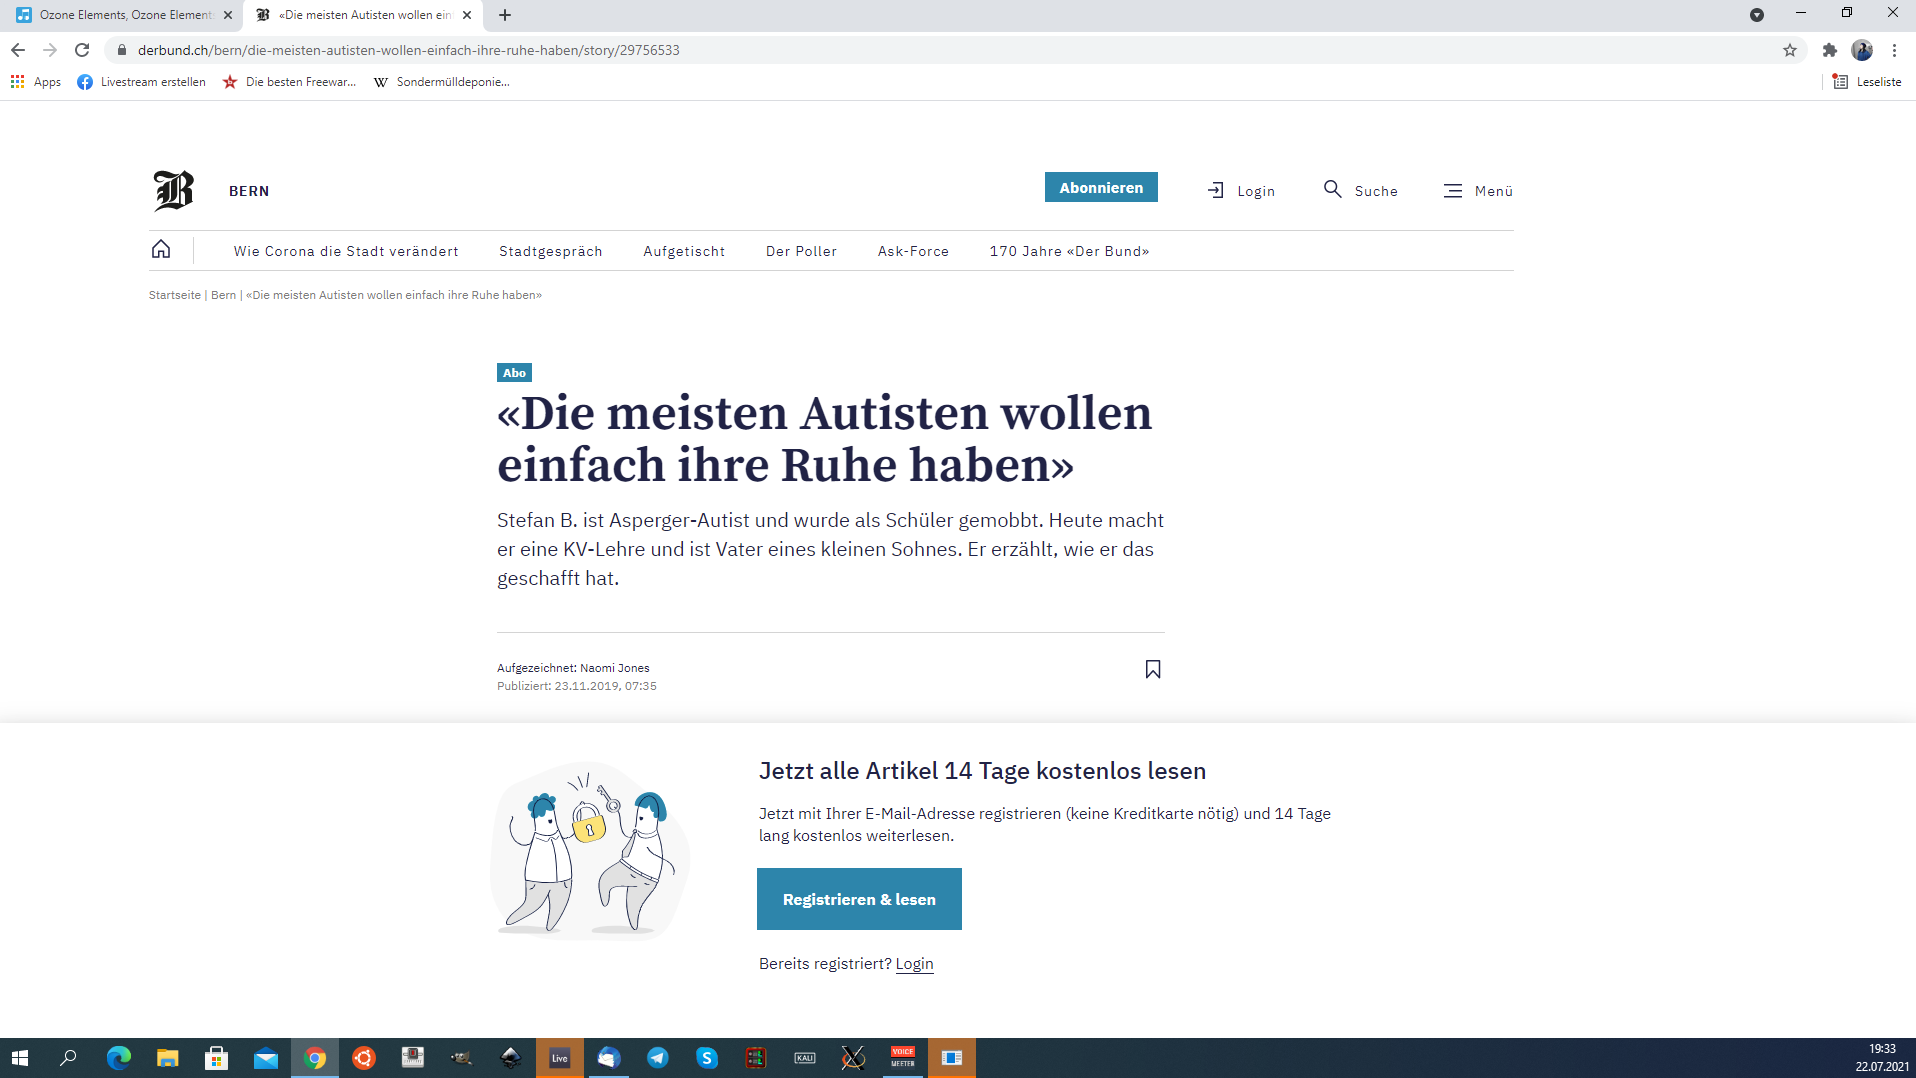 Ozone Elements, Ozone Element
«Die meisten Autisten wollen ein
derbund.ch/bern/die-meisten-autisten-wollen-einfach-ihre-ruhe-haben/story/29756533
Apps
Livestream erstellen
Die besten Freewar...
W
Sondermülldeponie...
Leseliste
B
BERN
Abonnieren
Login
Suche
Menü
Wie Corona die Stadt verändert
Stadtgespräch
Aufgetischt
Der Poller
Ask-Force
170 Jahre «Der Bund»
Startseite | Bern | «Die meisten Autisten wollen einfach ihre Ruhe haben»
Abo
«Die meisten Autisten wollen
einfach ihre Ruhe haben»
Stefan B. ist Asperger-Autist und wurde als Schüler gemobbt. Heute macht
er eine KV-Lehre und ist Vater eines kleinen Sohnes. Er erzählt, wie er das
geschafft hat.
Aufgezeichnet: Naomi Jones
Publiziert: 23.11.2019, 07:35
Jetzt alle Artikel 14 Tage kostenlos lesen
Jetzt mit Ihrer E-Mail-Adresse registrieren (keine Kreditkarte nötig) und 14 Tage
lang kostenlos weiterlesen.
Registrieren & lesen
Bereits registriert? Login
Live
KALI
VOICE
MEETER
19:33
22.07.2021